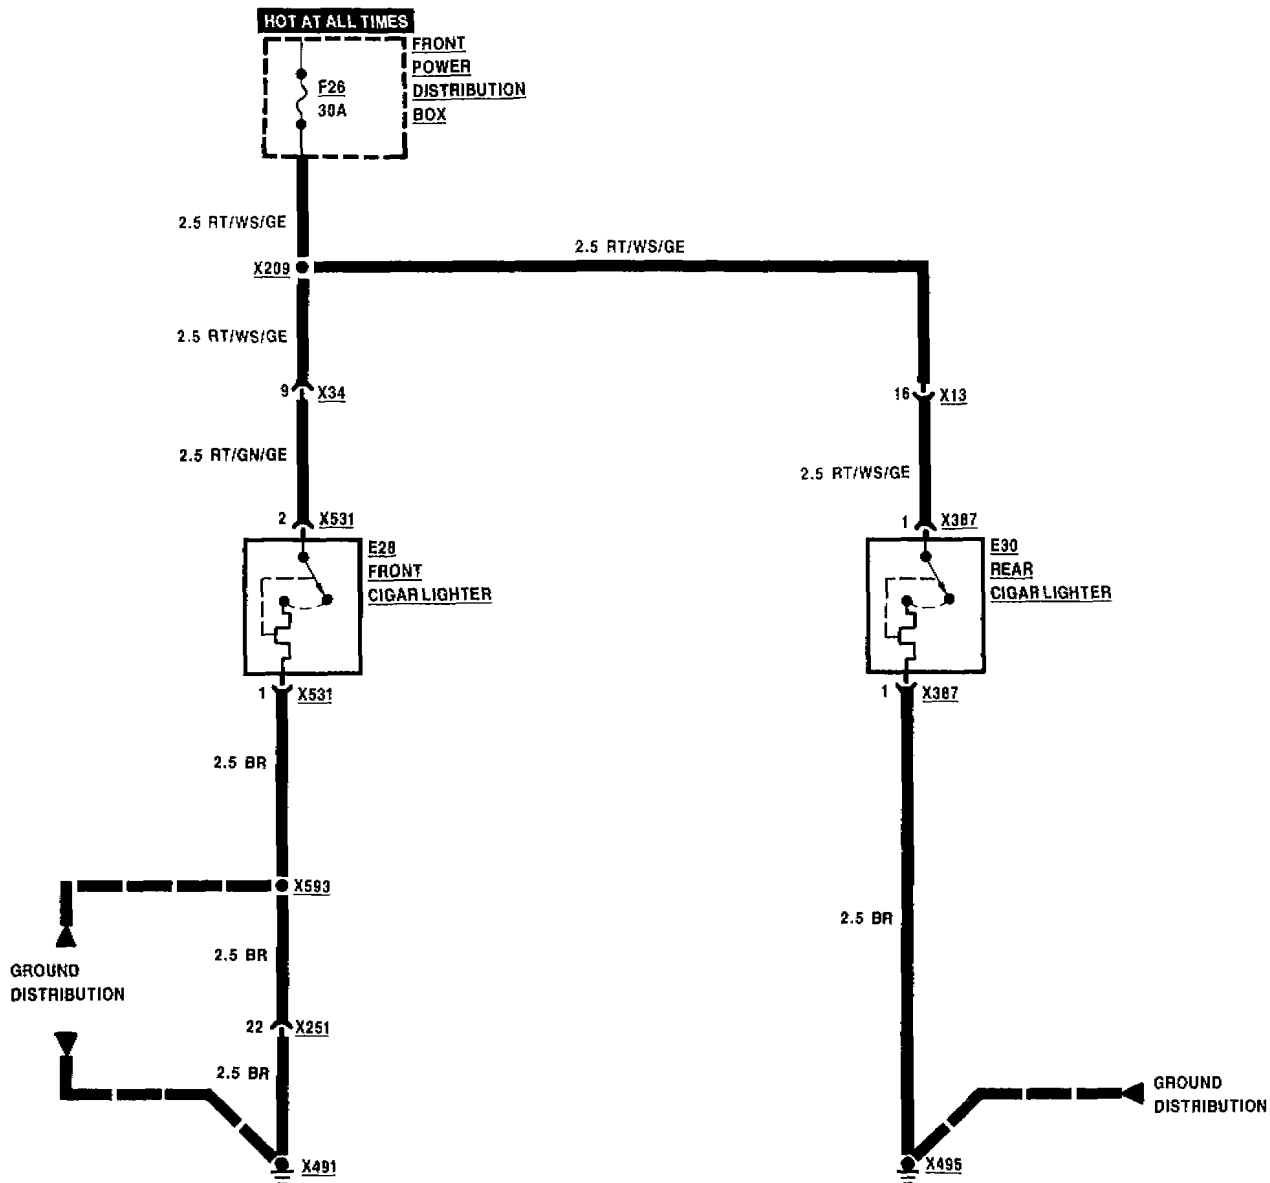 HOT AT ALL TIMES
FRONT
POWER
DISTRIBUTION
BOX
F26
30A
2.5 RT/WS/GE
X209
2.5 RT/WS/GE
2.5 RT/WS/GE
9 X34
16 X13
2.5 RT/GN/GE
2.5 RT/WS/GE
2 X531
1 X387
E28
FRONT
CIGAR LIGHTER
E30
REAR
CIGAR LIGHTER
1 X531
1 X387
2.5 BR
X593
2.5 BR
2.5 BR
GROUND
DISTRIBUTION
22 X251
2.5 BR
GROUND
DISTRIBUTION
X491
X495